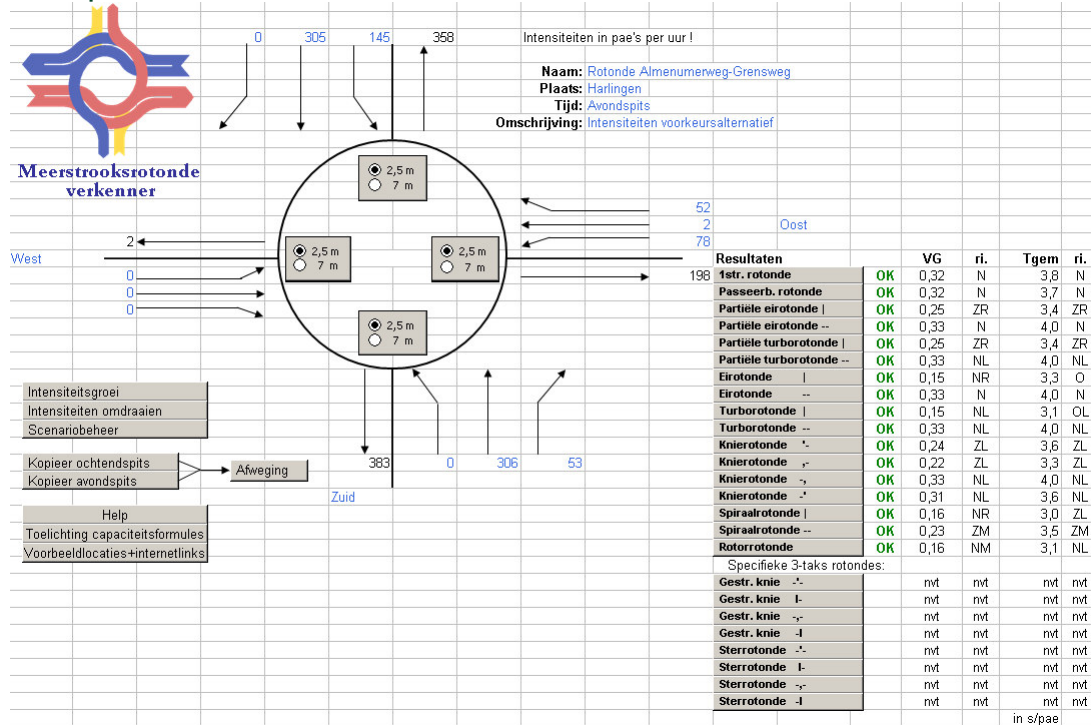 0 305 145 358 Intensiteiten in pae's per uur !
Naam: Rotonde Almenumerweg-Grensweg
Plaats: Harlingen
Tijd: Avondspits
Omschrijving: Intensiteiten voorkeursalternatief
Meerstrooksrotonde
verkenner
2,5 m
7 m
52
2 Oost
78
2
West
2,5 m
7 m
2,5 m
7 m
0
0
0
198
2,5 m
7 m
383 0 306 53
Zuid
Intensiteitsgroei
Intensiteiten omdraaien
Scenariobeheer
Kopieer ochtendspits
Kopieer avondspits
Afweging
Help
Toelichting capaciteitsformules
Voorbeeldlocaties+internetlinks
Resultaten VG ri. Tgem ri.
1str. rotonde OK 0,32 N 3,8 N
Passeerb. rotonde OK 0,32 N 3,7 N
Partiële eirotonde | OK 0,25 ZR 3,4 ZR
Partiële eirotonde -- OK 0,33 N 4,0 N
Partiële turborotonde | OK 0,25 ZR 3,4 ZR
Partiële turborotonde -- OK 0,33 NL 4,0 NL
Eirotonde | OK 0,15 NR 3,3 O
Eirotonde -- OK 0,33 N 4,0 N
Turborotonde | OK 0,15 NL 3,1 OL
Turborotonde -- OK 0,33 NL 4,0 NL
Knierotonde '- OK 0,24 ZL 3,6 ZL
Knierotonde ,- OK 0,22 ZL 3,3 ZL
Knierotonde -, OK 0,33 NL 4,0 NL
Knierotonde -' OK 0,31 NL 3,6 NL
Spiraalrotonde | OK 0,16 NR 3,0 ZL
Spiraalrotonde -- OK 0,23 ZM 3,5 ZM
Rotorrotonde OK 0,16 NM 3,1 NL
Specifieke 3-taks rotondes:
Gestr. knie -'- nvt nvt nvt nvt
Gestr. knie I- nvt nvt nvt nvt
Gestr. knie -,- nvt nvt nvt nvt
Gestr. knie -I nvt nvt nvt nvt
Sterrotonde -'- nvt nvt nvt nvt
Sterrotonde I- nvt nvt nvt nvt
Sterrotonde -,- nvt nvt nvt nvt
Sterrotonde -I nvt nvt nvt nvt
in s/pae